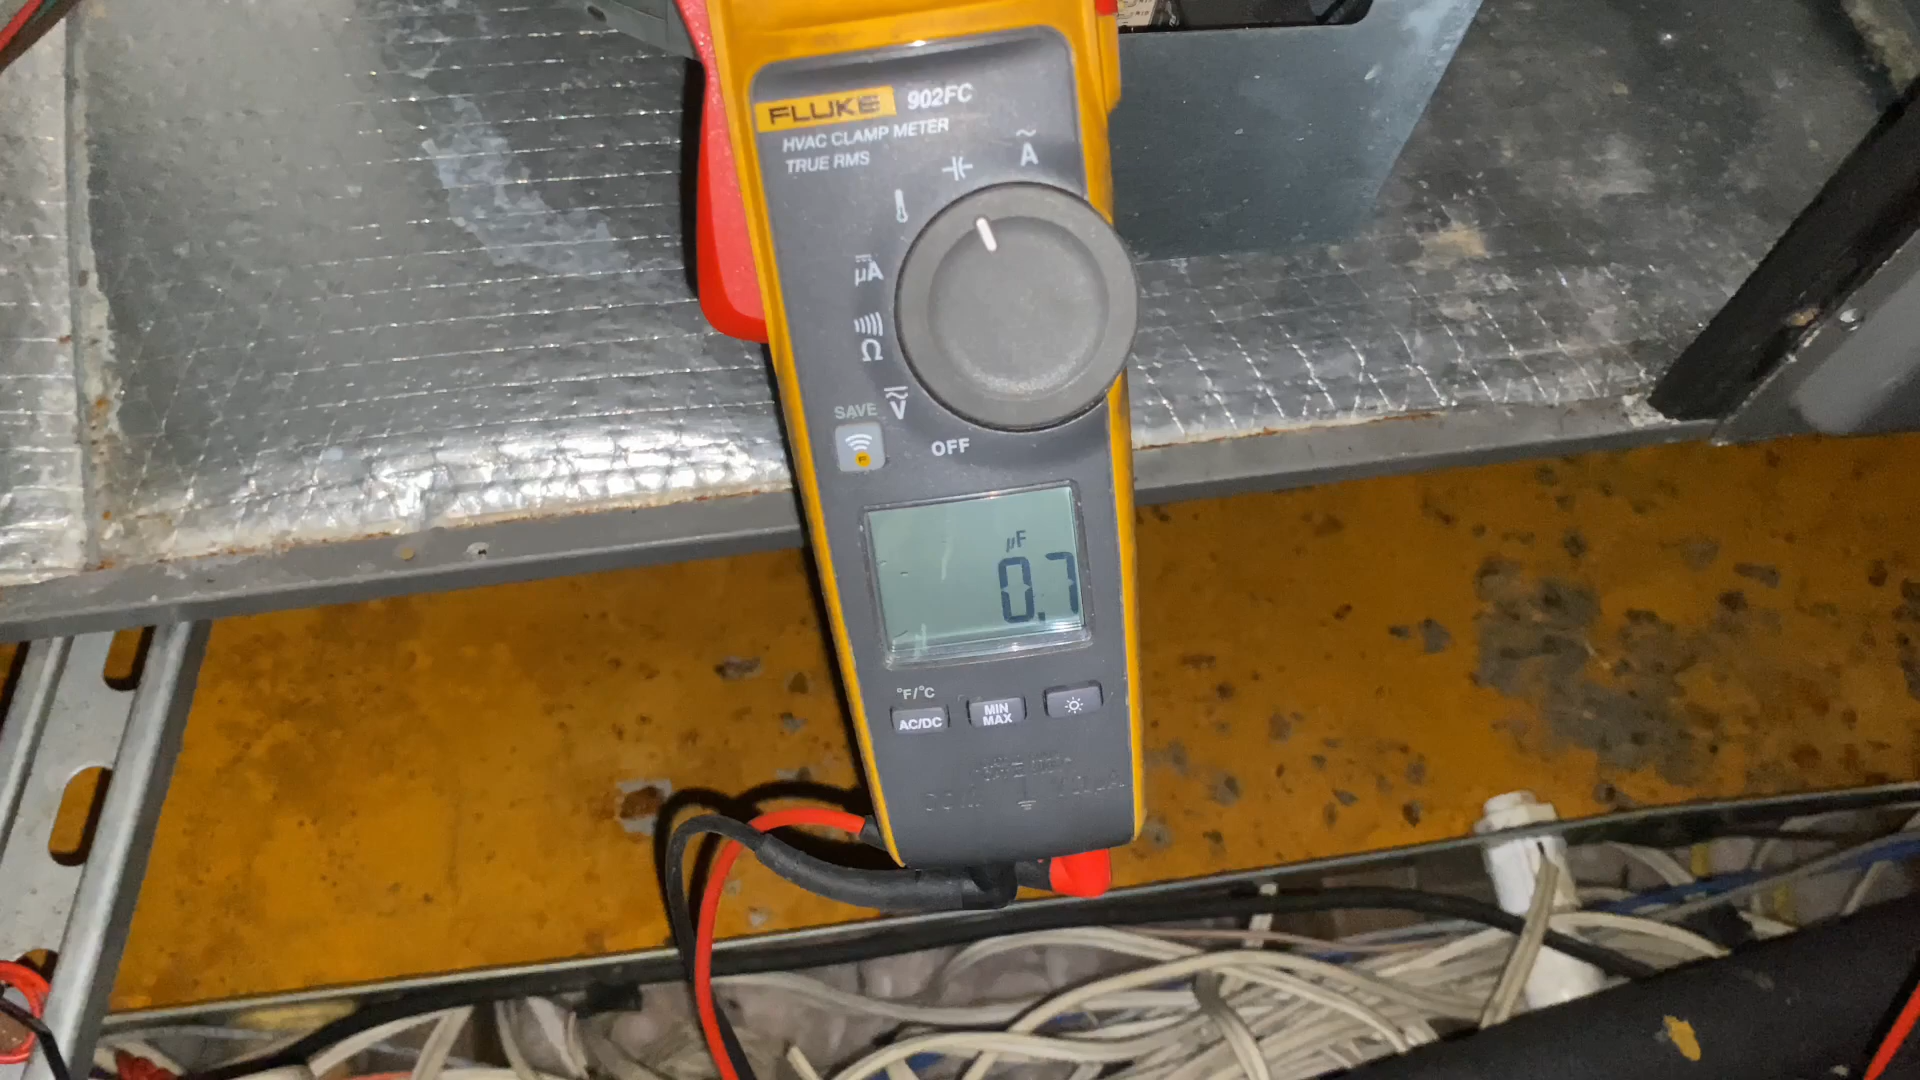 FLUKE 902FC
HVAC CLAMP METER
TRUE RMS
A
µA
Ω
V
SAVE
OFF
µF
0.7
°F/°C
AC/DC
MIN
MAX